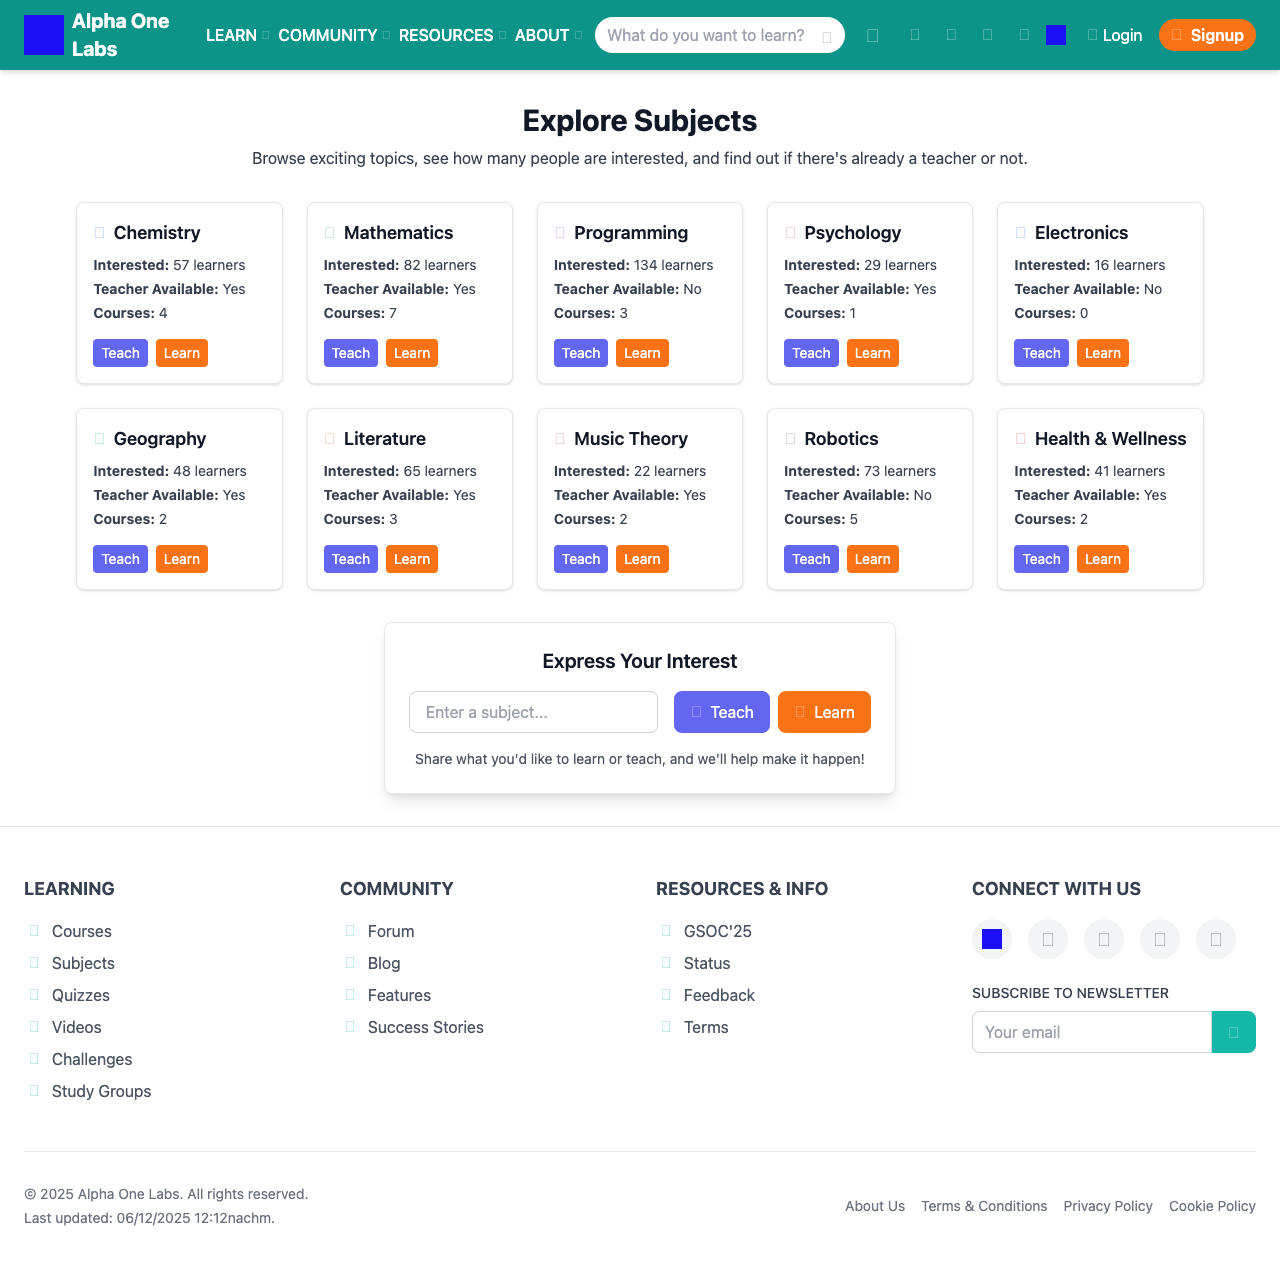 Alpha One
Labs
LEARN COMMUNITY RESOURCES ABOUT What do you want to learn? Login Signup
Explore Subjects
Browse exciting topics, see how many people are interested, and find out if there's already a teacher or not.
Chemistry
Interested: 57 learners
Teacher Available: Yes
Courses: 4
Teach Learn
Mathematics
Interested: 82 learners
Teacher Available: Yes
Courses: 7
Teach Learn
Programming
Interested: 134 learners
Teacher Available: No
Courses: 3
Teach Learn
Psychology
Interested: 29 learners
Teacher Available: Yes
Courses: 1
Teach Learn
Electronics
Interested: 16 learners
Teacher Available: No
Courses: 0
Teach Learn
Geography
Interested: 48 learners
Teacher Available: Yes
Courses: 2
Teach Learn
Literature
Interested: 65 learners
Teacher Available: Yes
Courses: 3
Teach Learn
Music Theory
Interested: 22 learners
Teacher Available: Yes
Courses: 2
Teach Learn
Robotics
Interested: 73 learners
Teacher Available: No
Courses: 5
Teach Learn
Health & Wellness
Interested: 41 learners
Teacher Available: Yes
Courses: 2
Teach Learn
Express Your Interest
Enter a subject... Teach Learn
Share what you'd like to learn or teach, and we'll help make it happen!
LEARNING
Courses
Subjects
Quizzes
Videos
Challenges
Study Groups
COMMUNITY
Forum
Blog
Features
Success Stories
RESOURCES & INFO
GSOC'25
Status
Feedback
Terms
CONNECT WITH US
SUBSCRIBE TO NEWSLETTER
Your email
© 2025 Alpha One Labs. All rights reserved.
Last updated: 06/12/2025 12:12nachm.
About Us Terms & Conditions Privacy Policy Cookie Policy